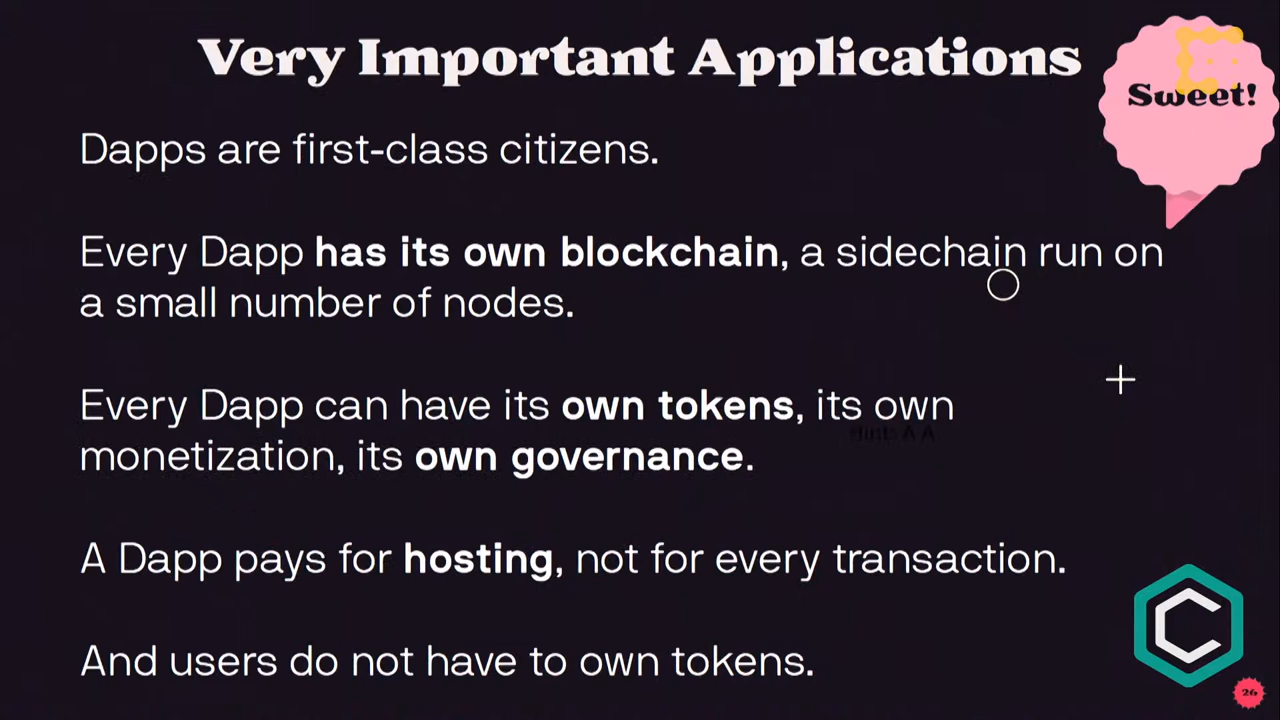 Very Important Applications
Sweet!
Dapps are first-class citizens.
Every Dapp has its own blockchain, a sidechain run on
a small number of nodes.
Every Dapp can have its own tokens, its own
monetization, its own governance.
A Dapp pays for hosting, not for every transaction.
And users do not have to own tokens.
26